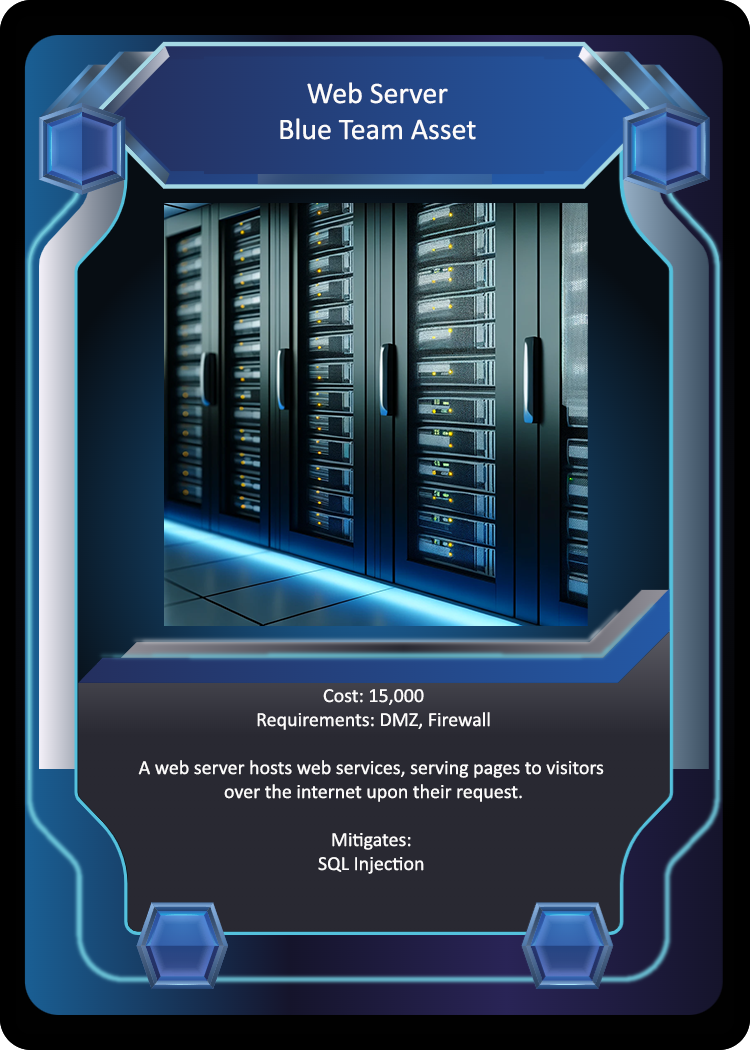 Web Server
Blue Team Asset
Cost: 15,000
Requirements: DMZ, Firewall
A web server hosts web services, serving pages to visitors
over the internet upon their request.
Mitigates:
SQL Injection